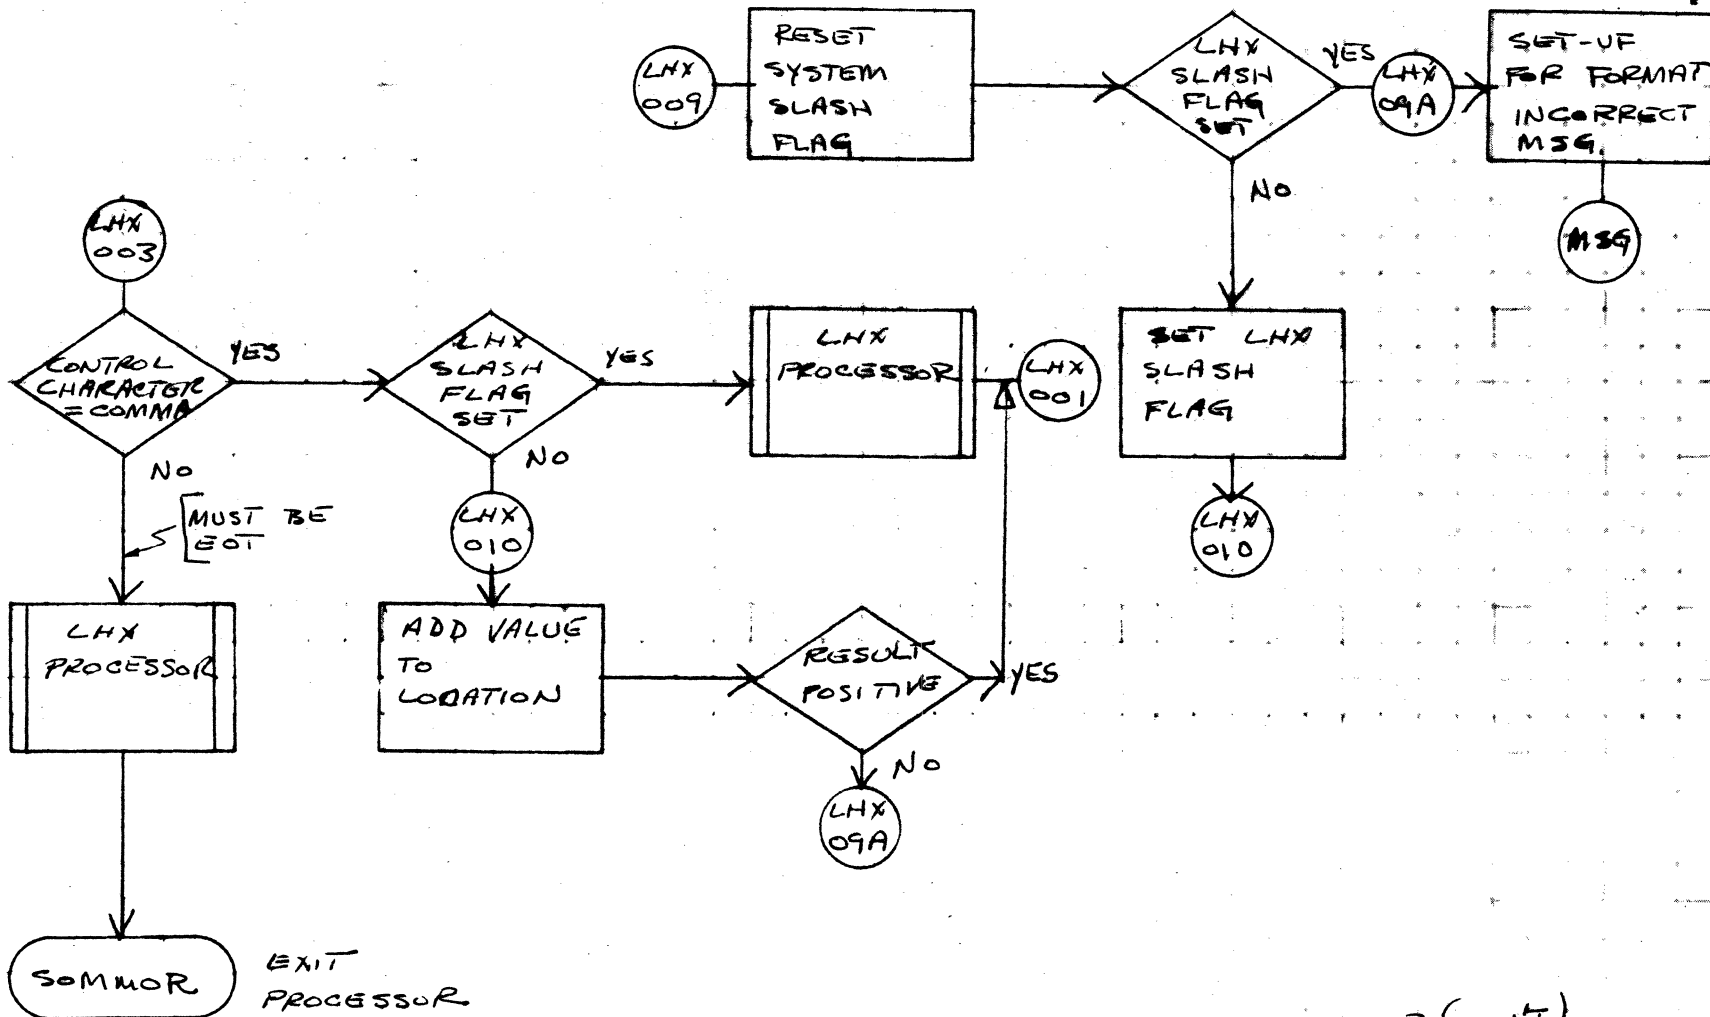 LHX
009
RESET
SYSTEM
SLASH
FLAG
LHX
SLASH
FLAG
SET
YES
LHX
09A
SET-UP
FOR FORMAT
INCORRECT
MSG.
NO
MSG
LHX
003
CONTROL
CHARACTER
=COMMA
YES
LHX
SLASH
FLAG
SET
YES
LHX
PROCESSOR
LHX
001
SET LHX
SLASH
FLAG
NO
MUST BE
EOT
NO
LHX
010
LHX
010
LHX
PROCESSOR
ADD VALUE
TO
LOCATION
RESULT
POSITIVE
YES
NO
LHX
09A
SOMMOR
EXIT
PROCESSOR